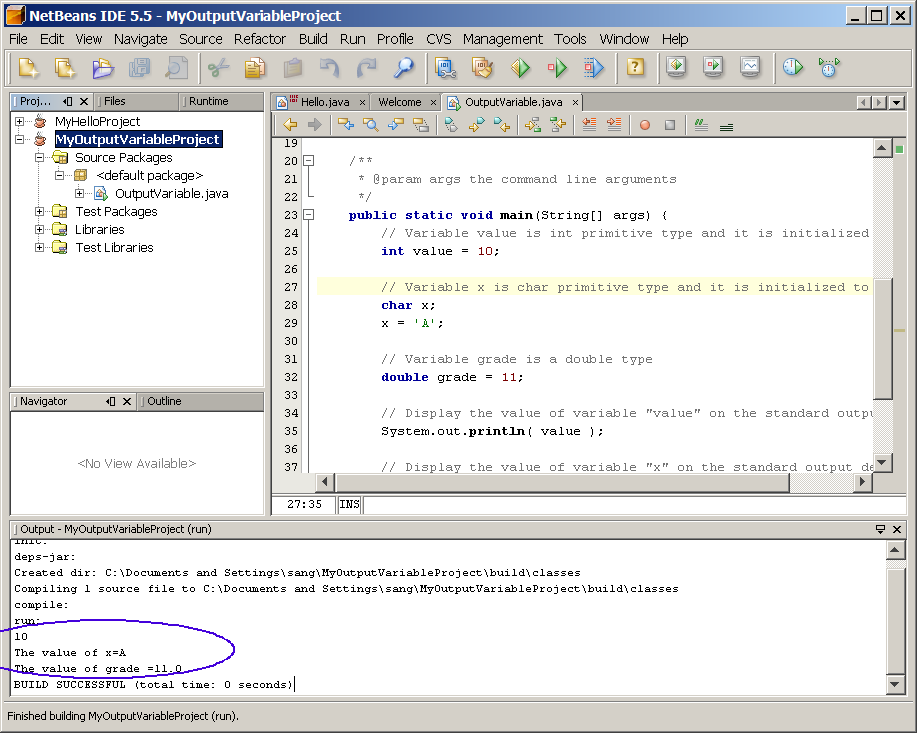 NetBeans IDE 5.5 - MyOutputVariableProject
File Edit View Navigate Source Refactor Build Run Profile CVS Management Tools Window Help
Proj... Files Runtime
MyHelloProject
MyOutputVariableProject
Source Packages
<default package>
OutputVariable.java
Test Packages
Libraries
Test Libraries
Navigator Outline
<No View Available>
Hello.java Welcome OutputVariable.java
19
20 /**
21 * @param args the command line arguments
22 */
23 public static void main(String[] args) {
24 // Variable value is int primitive type and it is initialized
25 int value = 10;
26
27 // Variable x is char primitive type and it is initialized to
28 char x;
29 x = 'A';
30
31 // Variable grade is a double type
32 double grade = 11;
33
34 // Display the value of variable "value" on the standard outpu
35 System.out.println( value );
36
37 // Display the value of variable "x" on the standard output de
27:35 INS
Output - MyOutputVariableProject (run)
init:
deps-jar:
Created dir: C:\Documents and Settings\sang\MyOutputVariableProject\build\classes
Compiling 1 source file to C:\Documents and Settings\sang\MyOutputVariableProject\build\classes
compile:
run:
10
The value of x=A
The value of grade =11.0
BUILD SUCCESSFUL (total time: 0 seconds)
Finished building MyOutputVariableProject (run).